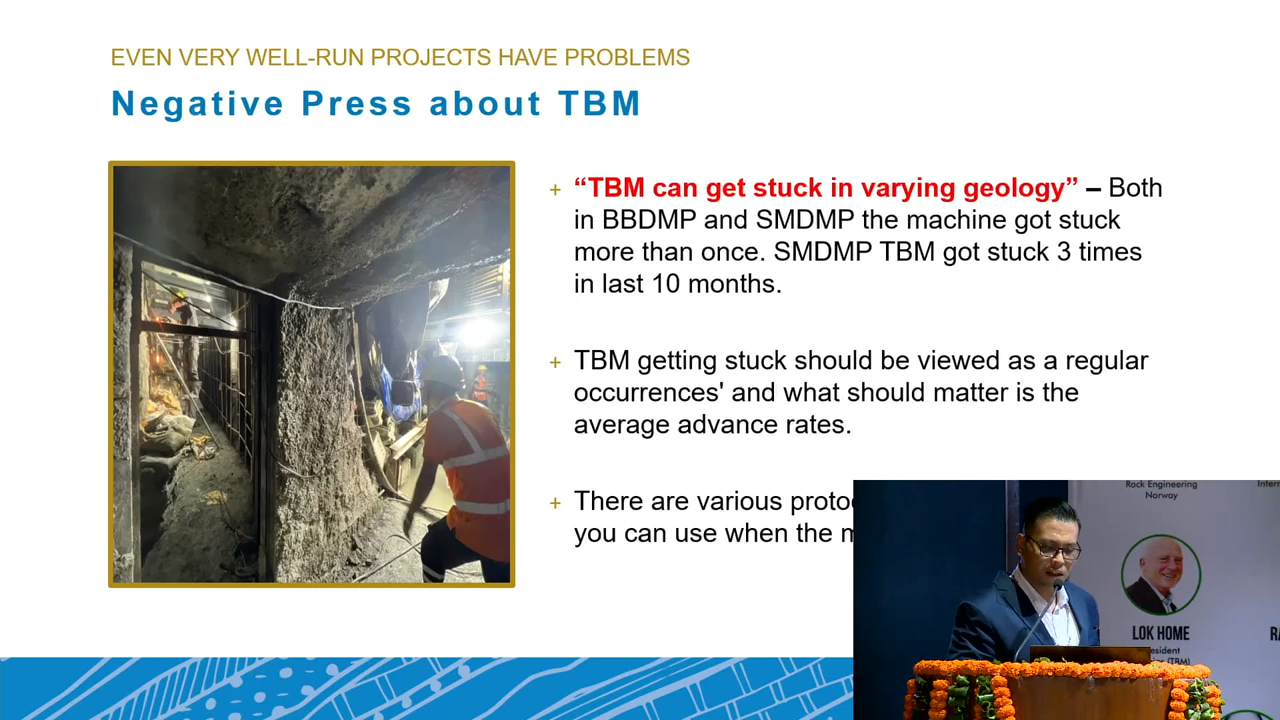 EVEN VERY WELL-RUN PROJECTS HAVE PROBLEMS
Negative Press about TBM
+ “TBM can get stuck in varying geology” – Both
in BBDMP and SMDMP the machine got stuck
more than once. SMDMP TBM got stuck 3 times
in last 10 months.
+ TBM getting stuck should be viewed as a regular
occurrences' and what should matter is the
average advance rates.
+ There are various
you can use when the
Rock Engineering
Norway
LOK HOME
(TBM)